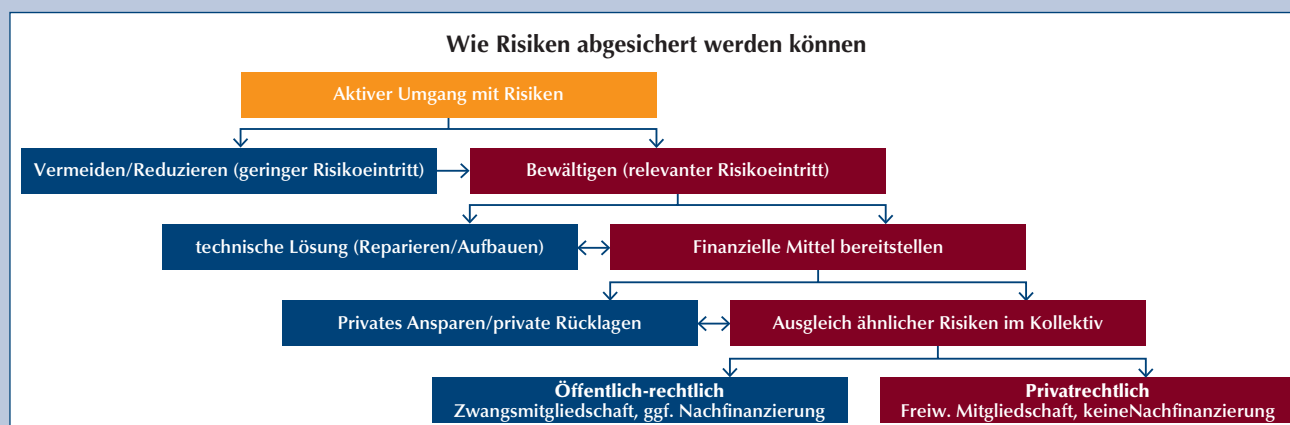 Wie Risiken abgesichert werden können
Aktiver Umgang mit Risiken
Vermeiden/Reduzieren (geringer Risikoeintritt)
Bewältigen (relevanter Risikoeintritt)
technische Lösung (Reparieren/Aufbauen)
Finanzielle Mittel bereitstellen
Privates Ansparen/private Rücklagen
Ausgleich ähnlicher Risiken im Kollektiv
Öffentlich-rechtlich
Zwangsmitgliedschaft, ggf. Nachfinanzierung
Privatrechtlich
Freiw. Mitgliedschaft, keineNachfinanzierung